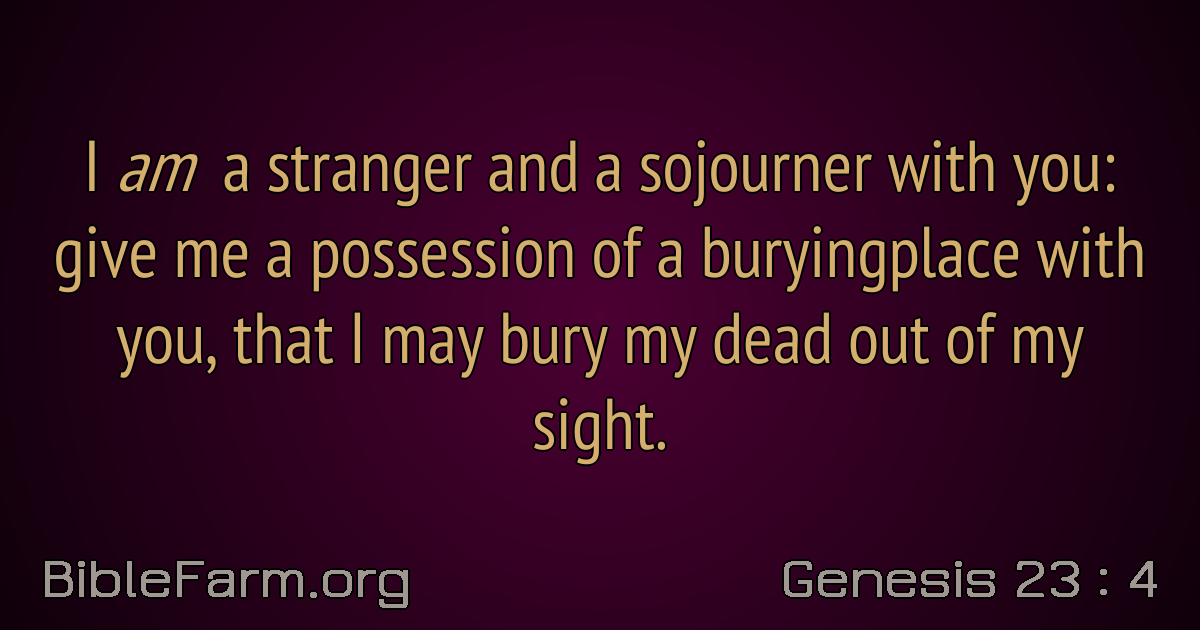 I am a stranger and a sojourner with you:
give me a possession of a buryingplace with
you, that I may bury my dead out of my
sight.
BibleFarm.org
Genesis 23 : 4